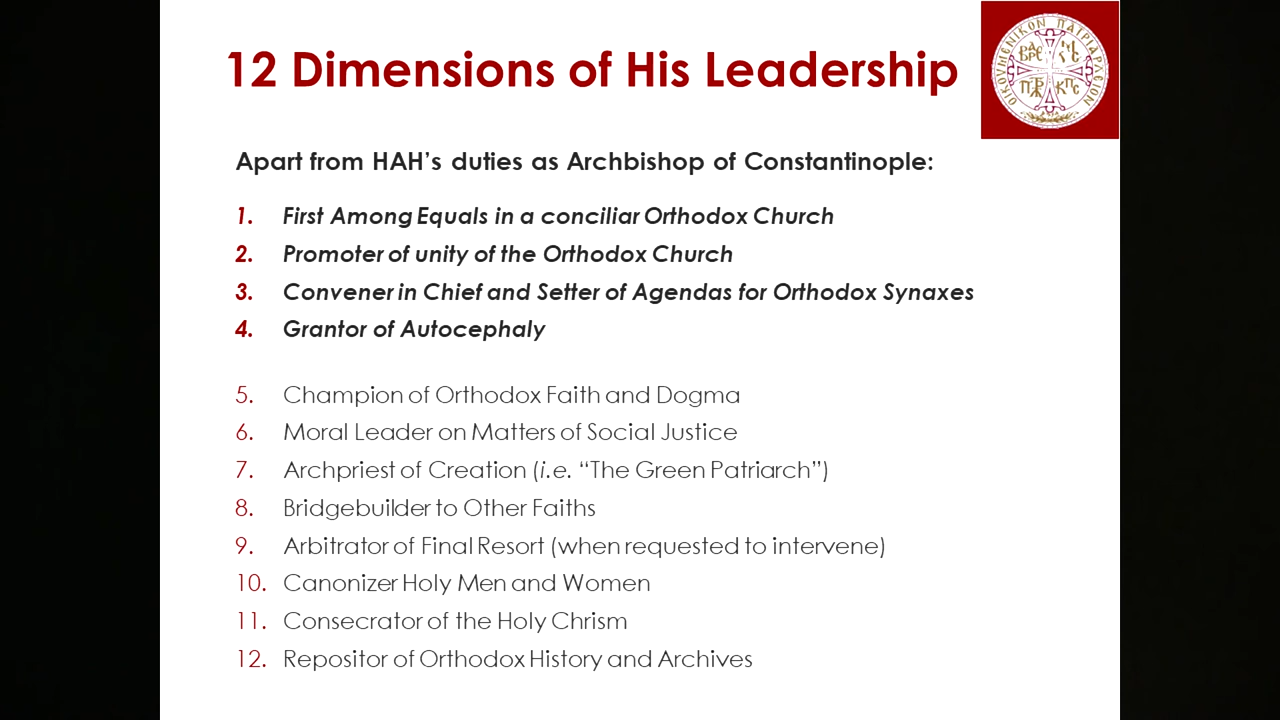 12 Dimensions of His Leadership
ΟΙΚΟΥΜΕΝΙΚΟΝ ΠΑΤΡΙΑΡΧΕΙΟΝ
Apart from HAH’s duties as Archbishop of Constantinople:
1. First Among Equals in a conciliar Orthodox Church
2. Promoter of unity of the Orthodox Church
3. Convener in Chief and Setter of Agendas for Orthodox Synaxes
4. Grantor of Autocephaly
5. Champion of Orthodox Faith and Dogma
6. Moral Leader on Matters of Social Justice
7. Archpriest of Creation (i.e. “The Green Patriarch”)
8. Bridgebuilder to Other Faiths
9. Arbitrator of Final Resort (when requested to intervene)
10. Canonizer Holy Men and Women
11. Consecrator of the Holy Chrism
12. Repositor of Orthodox History and Archives